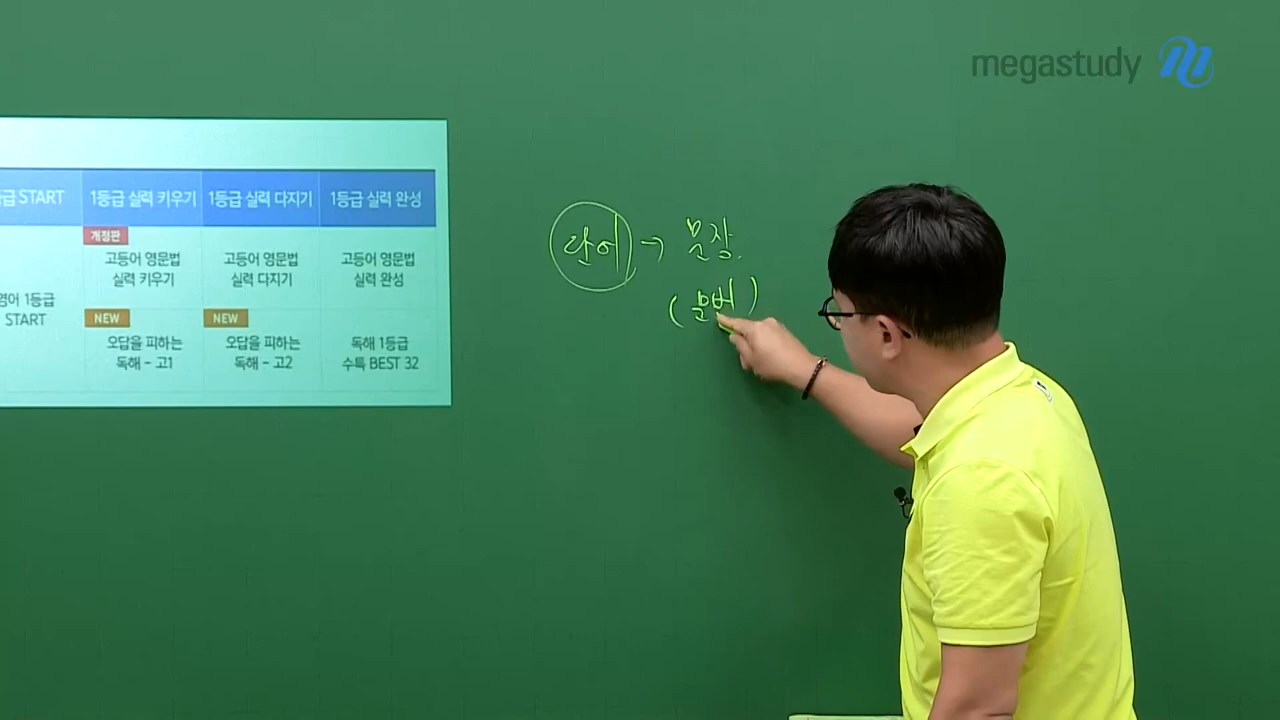 megastudy
급 START
1등급 실력 키우기
1등급 실력 다지기
1등급 실력 완성
개정판
고등어 영문법
실력 키우기
고등어 영문법
실력 다지기
고등어 영문법
실력 완성
영어 1등급
START
NEW
오답을 피하는
독해 - 고1
NEW
오답을 피하는
독해 - 고2
독해 1등급
수특 BEST 32
단어 → 문장.
(문법)